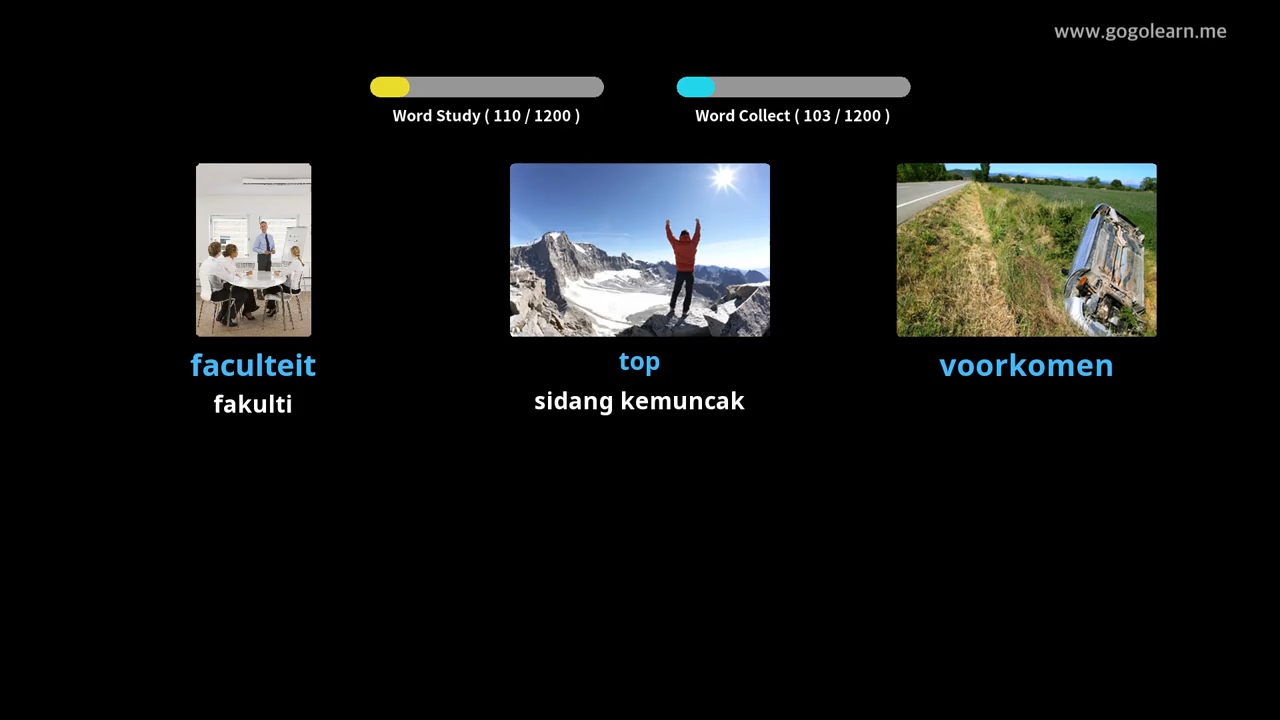 www.gogolearn.me
Word Study ( 110 / 1200 )
Word Collect ( 103 / 1200 )
faculteit
fakulti
top
sidang kemuncak
voorkomen